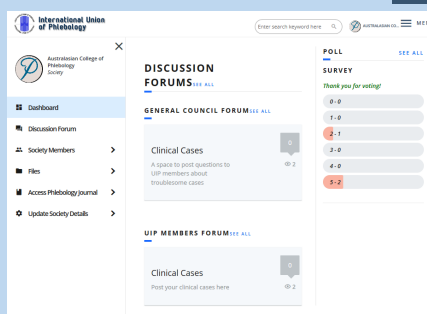 International Union
of Phlebology
Enter search keyword here
AUSTRALASIAN CO...
Australasian College of
Phlebology
Society
Dashboard
Discussion Forum
Society Members
Files
Access Phlebology Journal
Update Society Details
DISCUSSION
FORUMS SEE ALL
GENERAL COUNCIL FORUM SEE ALL
Clinical Cases
A space to post questions to
UIP members about
troublesome cases
0
2
UIP MEMBERS FORUM SEE ALL
Clinical Cases
Post your clinical cases here
0
2
POLL
SEE ALL
SURVEY
Thank you for voting!
0 - 0
1 - 0
2 - 1
3 - 0
4 - 0
5 - 2